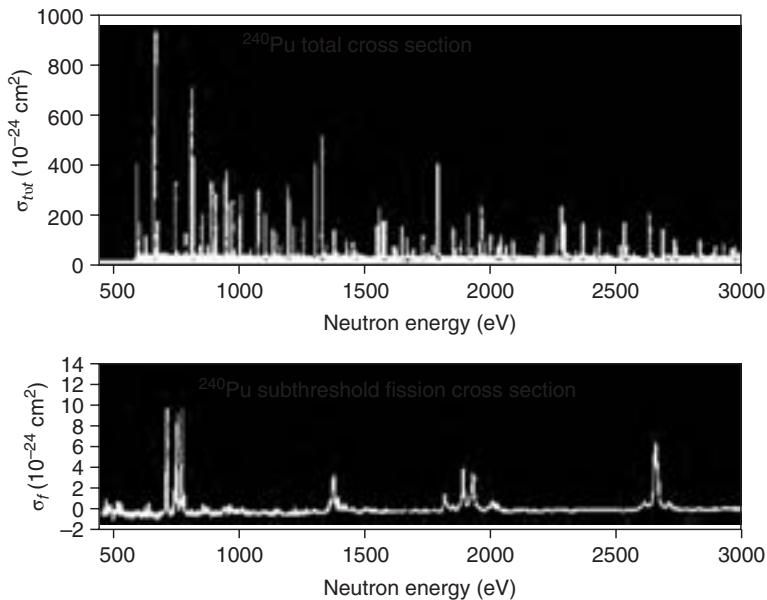 1000
800
600
400
200
0
σtot (10⁻²⁴ cm²)
²⁴⁰Pu total cross section
500 1000 1500 2000 2500 3000
Neutron energy (eV)
14
12
10
8
6
4
2
0
−2
σf (10⁻²⁴ cm²)
²⁴⁰Pu subthreshold fission cross section
500 1000 1500 2000 2500 3000
Neutron energy (eV)